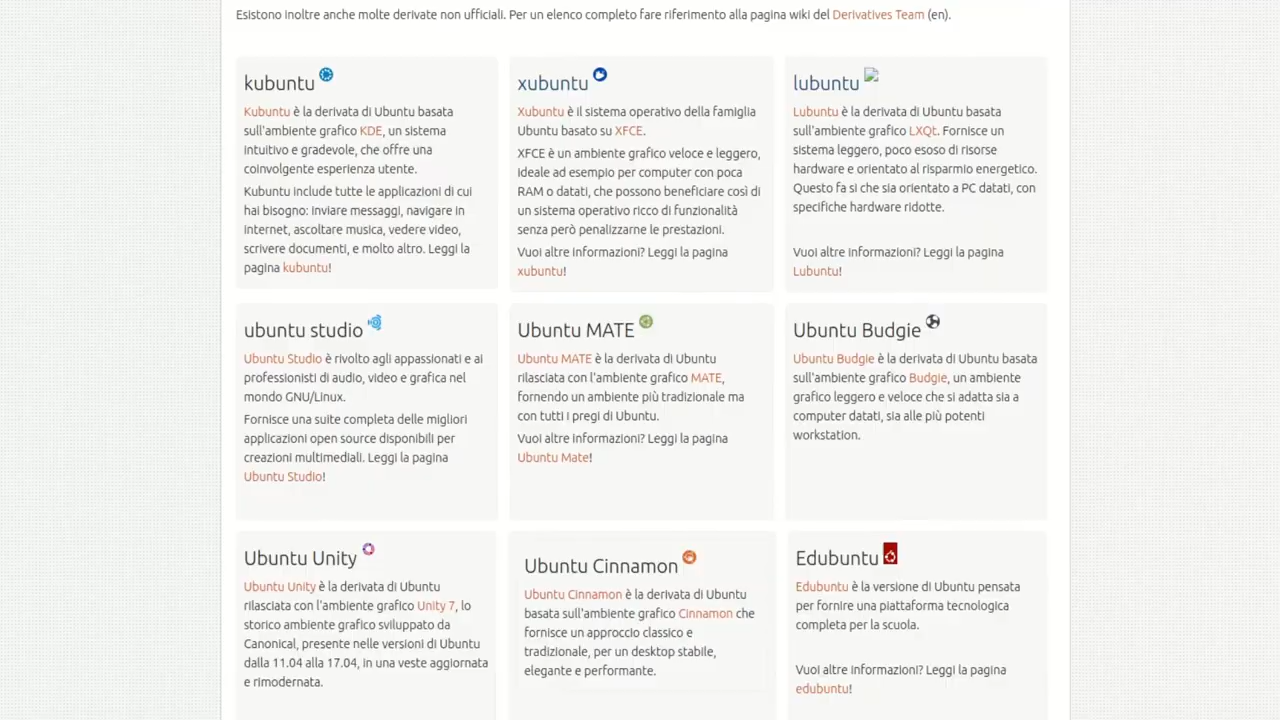 Esistono inoltre anche molte derivate non ufficiali. Per un elenco completo fare riferimento alla pagina wiki del Derivatives Team (en).
kubuntu
Kubuntu è la derivata di Ubuntu basata
sull'ambiente grafico KDE, un sistema
intuitivo e gradevole, che offre una
coinvolgente esperienza utente.
Kubuntu include tutte le applicazioni di cui
hai bisogno: inviare messaggi, navigare in
internet, ascoltare musica, vedere video,
scrivere documenti, e molto altro. Leggi la
pagina kubuntu!
xubuntu
Xubuntu è il sistema operativo della famiglia
Ubuntu basato su XFCE.
XFCE è un ambiente grafico veloce e leggero,
ideale ad esempio per computer con poca
RAM o datati, che possono beneficiare così di
un sistema operativo ricco di funzionalità
senza però penalizzarne le prestazioni.
Vuoi altre informazioni? Leggi la pagina
xubuntu!
lubuntu
Lubuntu è la derivata di Ubuntu basata
sull'ambiente grafico LXQt. Fornisce un
sistema leggero, poco esoso di risorse
hardware e orientato al risparmio energetico.
Questo fa si che sia orientato a PC datati, con
specifiche hardware ridotte.
Vuoi altre informazioni? Leggi la pagina
Lubuntu!
ubuntu studio
Ubuntu Studio è rivolto agli appassionati e ai
professionisti di audio, video e grafica nel
mondo GNU/Linux.
Fornisce una suite completa delle migliori
applicazioni open source disponibili per
creazioni multimediali. Leggi la pagina
Ubuntu Studio!
Ubuntu MATE
Ubuntu MATE è la derivata di Ubuntu
rilasciata con l'ambiente grafico MATE,
fornendo un ambiente più tradizionale ma
con tutti i pregi di Ubuntu.
Vuoi altre informazioni? Leggi la pagina
Ubuntu Mate!
Ubuntu Budgie
Ubuntu Budgie è la derivata di Ubuntu basata
sull'ambiente grafico Budgie, un ambiente
grafico leggero e veloce che si adatta sia a
computer datati, sia alle più potenti
workstation.
Ubuntu Unity
Ubuntu Unity è la derivata di Ubuntu
rilasciata con l'ambiente grafico Unity 7, lo
storico ambiente grafico sviluppato da
Canonical, presente nelle versioni di Ubuntu
dalla 11.04 alla 17.04, in una veste aggiornata
e rimodernata.
Ubuntu Cinnamon
Ubuntu Cinnamon è la derivata di Ubuntu
basata sull'ambiente grafico Cinnamon che
fornisce un approccio classico e
tradizionale, per un desktop stabile,
elegante e performante.
Edubuntu
Edubuntu è la versione di Ubuntu pensata
per fornire una piattaforma tecnologica
completa per la scuola.
Vuoi altre informazioni? Leggi la pagina
edubuntu!